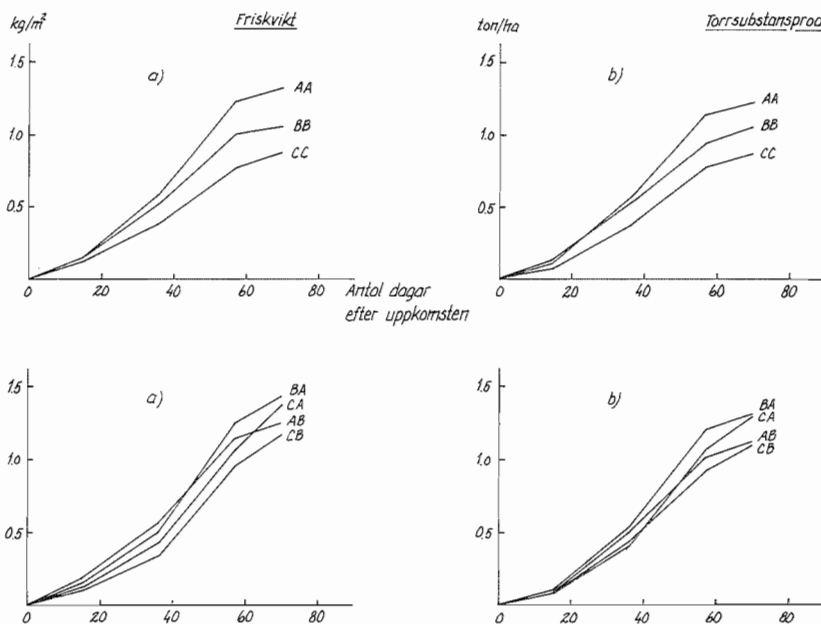 kg/m² Friskvikt
a)
1.5
1.0
0.5
AA
BB
CC
0 20 40 60 80
Antal dagar
efter uppkomsten
ton/ha Torrsubstansprod
b)
1.5
1.0
0.5
AA
BB
CC
0 20 40 60 80
a)
1.5
1.0
0.5
BA
CA
AB
CB
0 20 40 60 80
b)
1.5
1.0
0.5
BA
CA
AB
CB
0 20 40 60 80